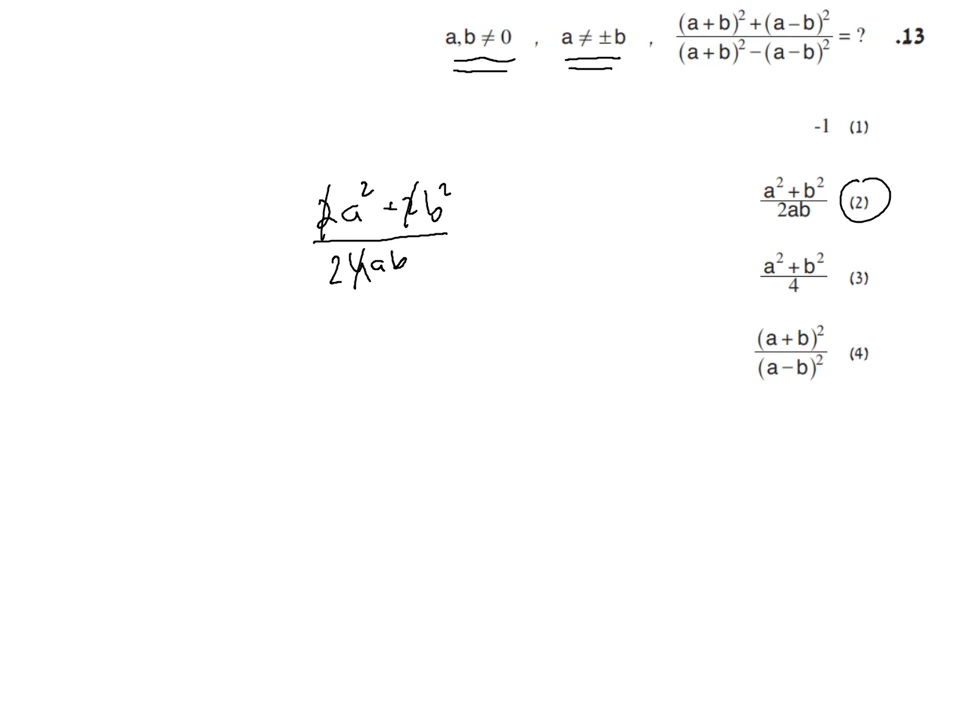 .13 a,b ≠ 0 , a ≠ ±b , ((a+b)²+(a−b)²)/((a+b)²−(a−b)²) = ?
(1) -1
(2) (a²+b²)/(2ab)
(3) (a²+b²)/4
(4) (a+b)²/(a−b)²
2a²+2b²
2 4ab